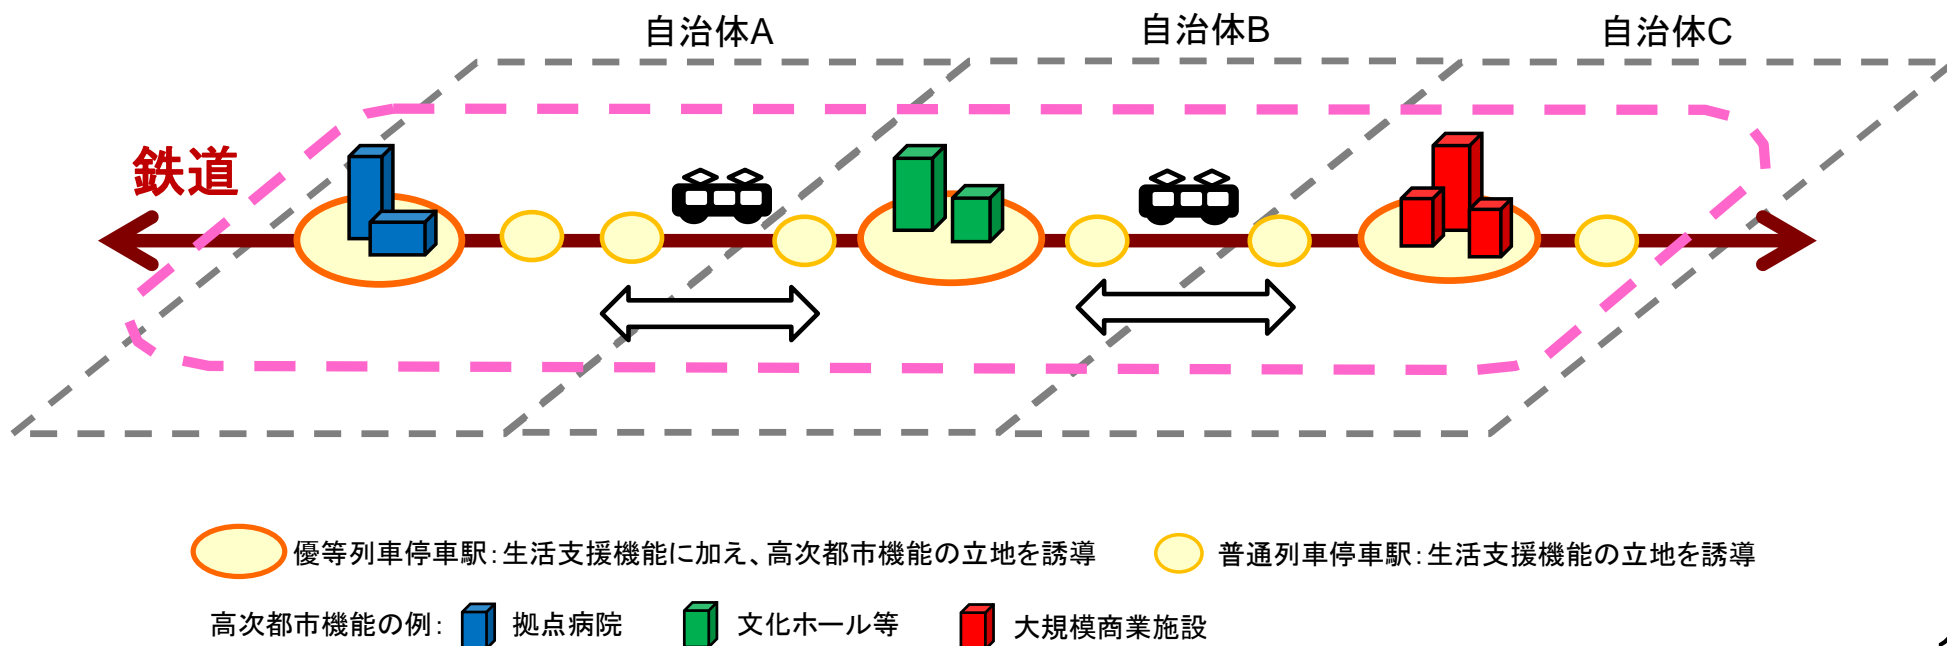 自治体A
自治体B
自治体C
鉄道
優等列車停車駅：生活支援機能に加え、高次都市機能の立地を誘導
普通列車停車駅：生活支援機能の立地を誘導
高次都市機能の例： 拠点病院 文化ホール等 大規模商業施設